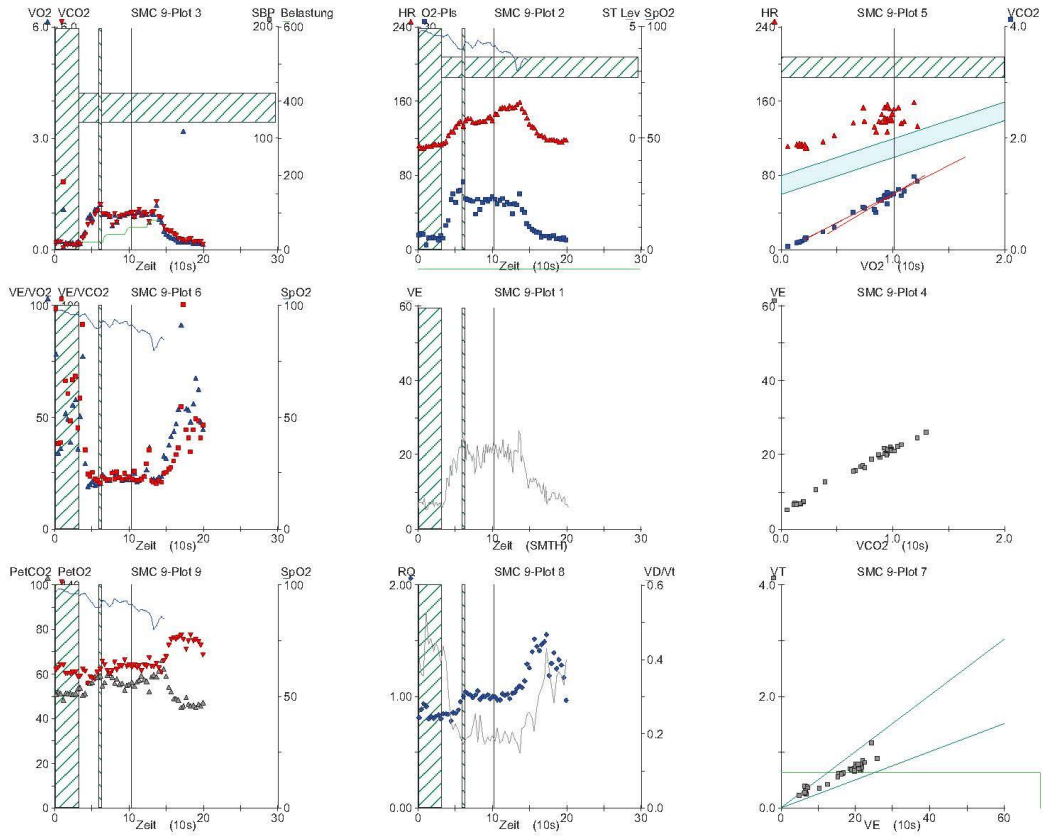 VO2 VCO2 SMC 9-Plot 3 SBP Belastung
6.0 200 600
400
3.0 100
200
0.0 0 0
0 10 20 30
Zeit (10s)
HR O2-Pls SMC 9-Plot 2 ST Lev SpO2
240 30 5 100
160
0 50
80 20
10
0 0 5 0
0 10 20 30
Zeit (10s)
HR SMC 9-Plot 5 VCO2
240 4.0
160
2.0
80
0 0.0
0.0 1.0 2.0
VO2 (10s)
VE/VO2 VE/VCO2 SMC 9-Plot 6 SpO2
100 100
50 50
0 0
0 10 20 30
Zeit (10s)
VE SMC 9-Plot 1
60
40
20
0
0 10 20 30
Zeit (SMTH)
VE SMC 9-Plot 4
60
40
20
0
0.0 1.0 2.0
VCO2 (10s)
PetCO2 PetO2 SMC 9-Plot 9 SpO2
100 100
80
60
50
40
20
0 0
0 10 20 30
Zeit (10s)
RQ SMC 9-Plot 8 VD/Vt
2.00 0.6
0.4
1.00
0.2
0.00 0.0
0 10 20 30
Zeit (10s)
VT SMC 9-Plot 7
4.0
2.0
0.0
0 20 40 60
VE (10s)